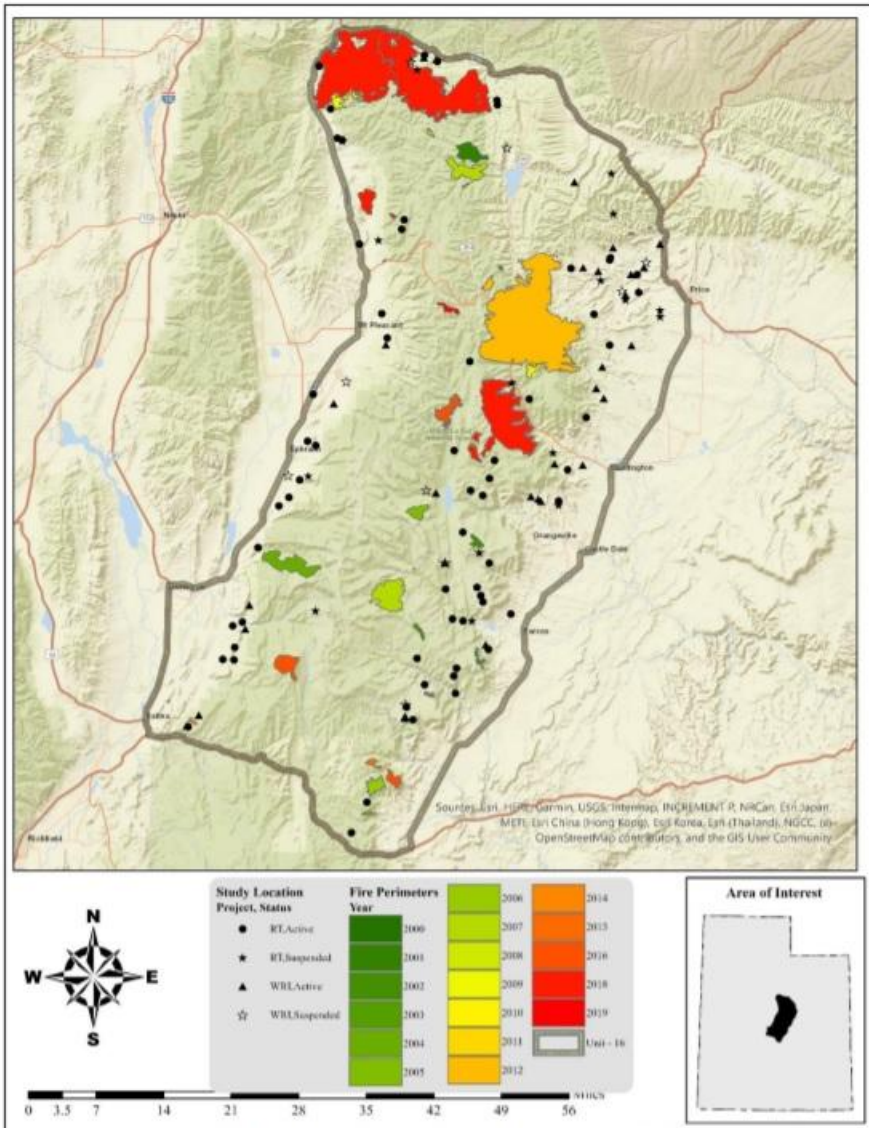 Nephi
Price
Mt Pleasant
Ephraim
Huntington
Orangeville
Castle Dale
Ferron
Salina
Richfield
Sources: Esri, HERE, Garmin, USGS, Intermap, INCREMENT P, NRCan, Esri Japan,
METI, Esri China (Hong Kong), Esri Korea, Esri (Thailand), NGCC, (c)
OpenStreetMap contributors, and the GIS User Community
N
W
E
S
Study Location
Project, Status
RT,Active
RT,Suspended
WRI,Active
WRI,Suspended
Fire Perimeters
Year
2000
2001
2002
2003
2004
2005
2006
2007
2008
2009
2010
2011
2012
2014
2016
2018
2019
Unit - 16
Area of Interest
Miles
0 3.5 7 14 21 28 35 42 49 56